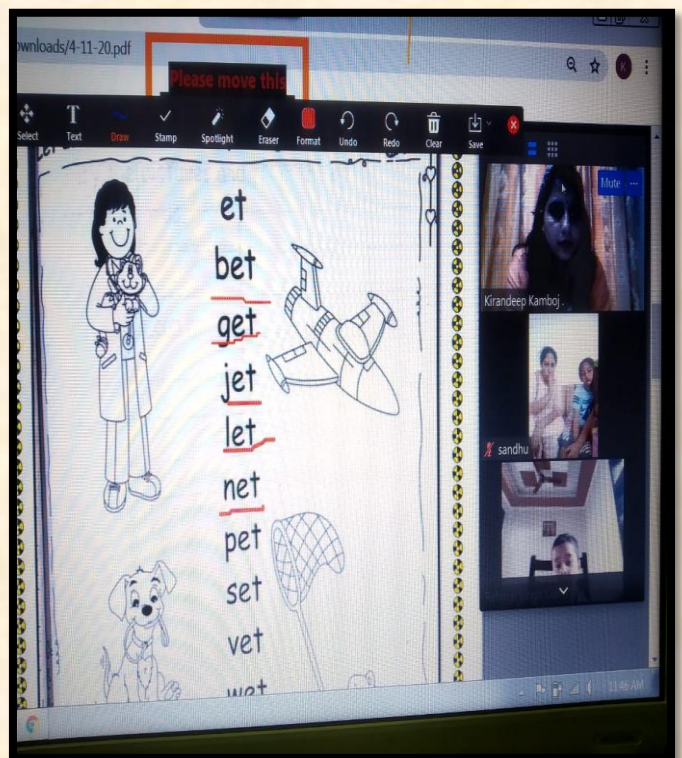 ownloads/4-11-20.pdf
Please move this
K
Select
Text
Draw
Stamp
Spotlight
Eraser
Format
Undo
Redo
Clear
Save
Mute
et
bet
get
jet
let
net
pet
set
vet
wet
Kirandeep Kamboj .
sandhu
11:46 AM